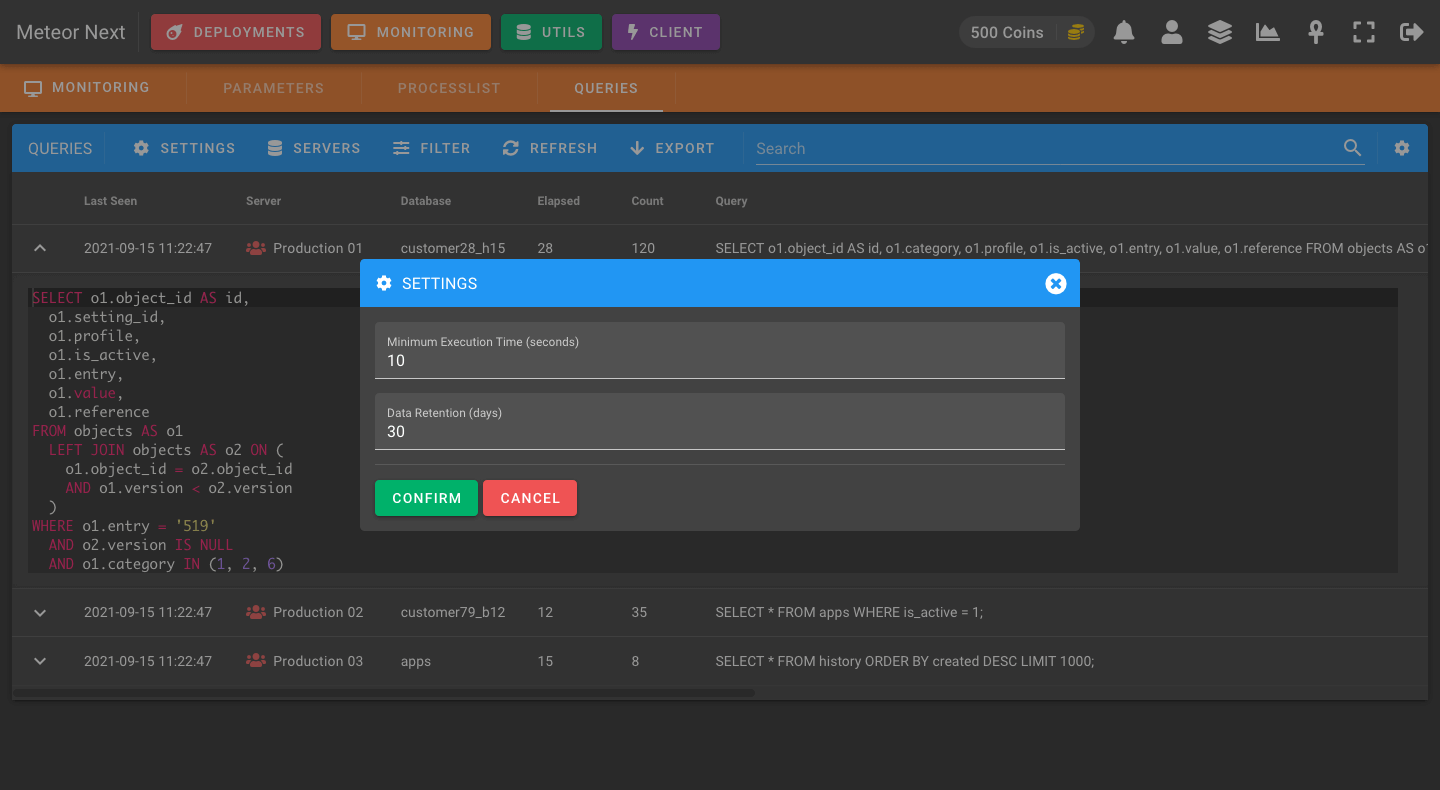 Meteor Next DEPLOYMENTS MONITORING UTILS CLIENT 500 Coins
MONITORING PARAMETERS PROCESSLIST QUERIES
QUERIES SETTINGS SERVERS FILTER REFRESH EXPORT Search
Last Seen Server Database Elapsed Count Query
2021-09-15 11:22:47 Production 01 customer28_h15 28 120 SELECT o1.object_id AS id, o1.category, o1.profile, o1.is_active, o1.entry, o1.value, o1.reference FROM objects AS o1
SETTINGS
Minimum Execution Time (seconds)
10
Data Retention (days)
30
CONFIRM CANCEL
SELECT o1.object_id AS id,
o1.setting_id,
o1.profile,
o1.is_active,
o1.entry,
o1.value,
o1.reference
FROM objects AS o1
LEFT JOIN objects AS o2 ON (
o1.object_id = o2.object_id
AND o1.version < o2.version
)
WHERE o1.entry = '519'
AND o2.version IS NULL
AND o1.category IN (1, 2, 6)
2021-09-15 11:22:47 Production 02 customer79_b12 12 35 SELECT * FROM apps WHERE is_active = 1;
2021-09-15 11:22:47 Production 03 apps 15 8 SELECT * FROM history ORDER BY created DESC LIMIT 1000;